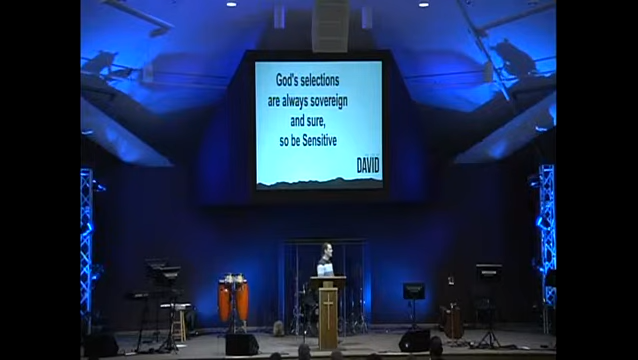 God's selections
are always sovereign
and sure,
so be Sensitive
DAVID